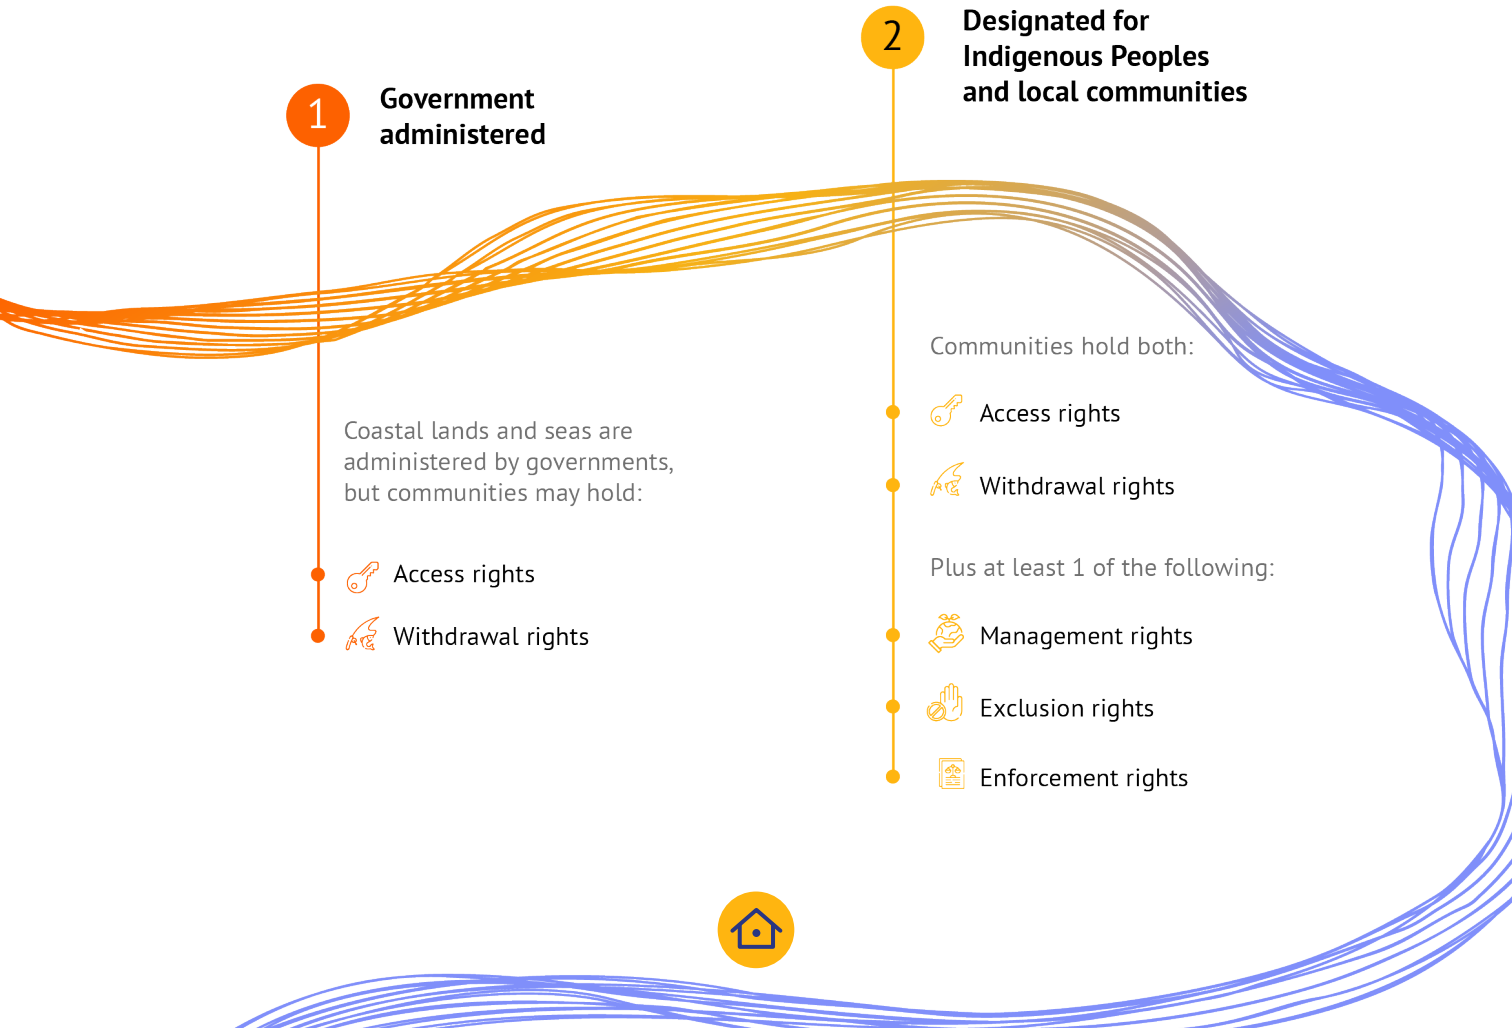 1
Government
administered
Coastal lands and seas are
administered by governments,
but communities may hold:
Access rights
Withdrawal rights
2
Designated for
Indigenous Peoples
and local communities
Communities hold both:
Access rights
Withdrawal rights
Plus at least 1 of the following:
Management rights
Exclusion rights
Enforcement rights